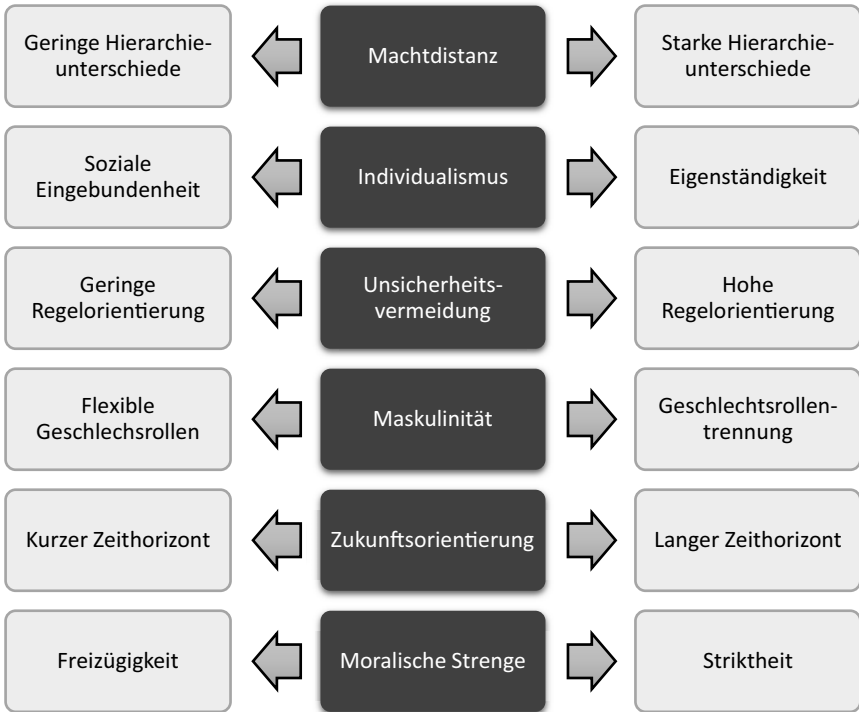 Geringe Hierarchie-
unterschiede
Machtdistanz
Starke Hierarchie-
unterschiede
Soziale
Eingebundenheit
Individualismus
Eigenständigkeit
Geringe
Regelorientierung
Unsicherheits-
vermeidung
Hohe
Regelorientierung
Flexible
Geschlechsrollen
Maskulinität
Geschlechtsrollen-
trennung
Kurzer Zeithorizont
Zukunftsorientierung
Langer Zeithorizont
Freizügigkeit
Moralische Strenge
Striktheit